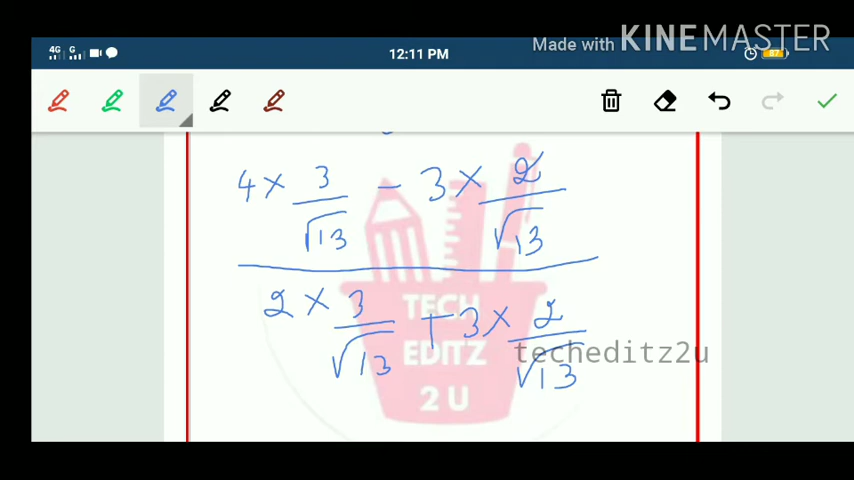 4G G 12:11 PM Made with KINEMASTER 87
4 × 3/√13 - 3 × 2/√13
2 × 3/√13 + 3 × 2/√13
TECH
EDITZ
2 U
techeditz2u